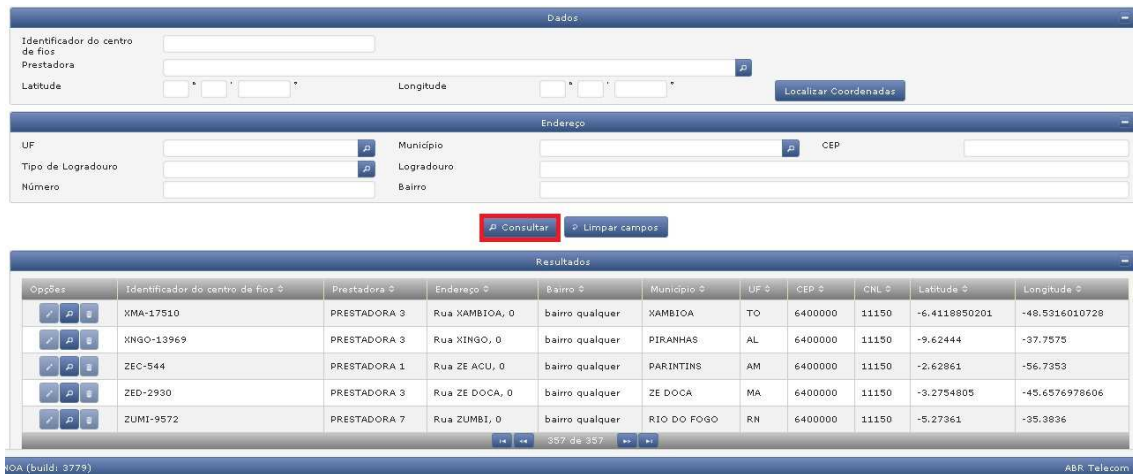 Dados
Identificador do centro de fios
Prestadora
Latitude ° ' " Longitude ° ' " Localizar Coordenadas
Endereço
UF Município CEP
Tipo de Logradouro Logradouro
Número Bairro
Consultar Limpar campos
Resultados
Opções Identificador do centro de fios Prestadora Endereço Bairro Município UF CEP CNL Latitude Longitude
XMA-17510 PRESTADORA 3 Rua XAMBIOA, 0 bairro qualquer XAMBIOA TO 6400000 11150 -6.4118850201 -48.5316010728
XNGO-13969 PRESTADORA 3 Rua XINGO, 0 bairro qualquer PIRANHAS AL 6400000 11150 -9.62444 -37.7575
ZEC-544 PRESTADORA 1 Rua ZE ACU, 0 bairro qualquer PARINTINS AM 6400000 11150 -2.62861 -56.7353
ZED-2930 PRESTADORA 3 Rua ZE DOCA, 0 bairro qualquer ZE DOCA MA 6400000 11150 -3.2754805 -45.6576978606
ZUMI-9572 PRESTADORA 7 Rua ZUMBI, 0 bairro qualquer RIO DO FOGO RN 6400000 11150 -5.27361 -35.3836
357 de 357
NOA (build: 3779) ABR Telecom